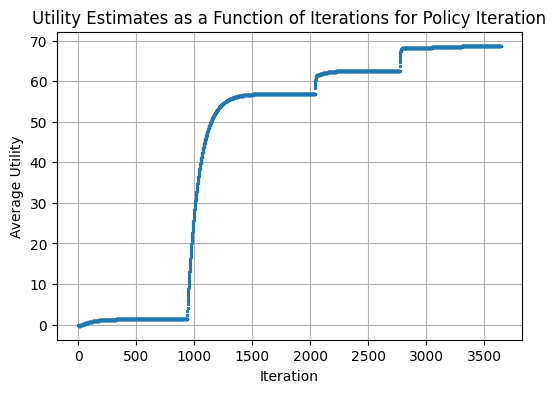 Utility Estimates as a Function of Iterations for Policy Iteration
70
60
50
40
30
20
10
0
Average Utility
0 500 1000 1500 2000 2500 3000 3500
Iteration